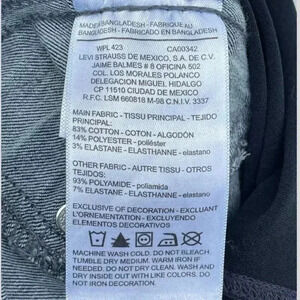 MADE IN BANGLADESH - FABRIQUÉ AU
BANGLADESH - FABRICADO EN BANGLADESH
WPL 423 CA00342
LEVI STRAUSS DE MEXICO, S.A. DE C.V.
JAIME BALMES # 8 OFICINA 502
COL. LOS MORALES POLANCO
DELEGACION MIGUEL HIDALGO
CP 11510 CIUDAD DE MEXICO
R.F.C. LSM 660818 M-98 C.N.I.V. 3337
MAIN FABRIC - TISSU PRINCIPAL - TEJIDO
PRINCIPAL:
83% COTTON - COTON - ALGODÓN
14% POLYESTER - poliéster
3% ELASTANE - ELASTHANNE - elastano
OTHER FABRIC - AUTRE TISSU - OTROS
TEJIDOS:
93% POLYAMIDE - poliamida
7% ELASTANE - ELASTHANNE - elastano
EXCLUSIVE OF DECORATION - EXCLUANT
L'ORNEMENTATION - EXCLUYENDO
ELEMENTOS DECORATIVOS
MACHINE WASH COLD. DO NOT BLEACH.
TUMBLE DRY MEDIUM. WARM IRON IF
NEEDED. DO NOT DRY CLEAN. WASH AND
DRY INSIDE OUT WITH LIKE COLORS. DO
NOT IRON DECORATION.